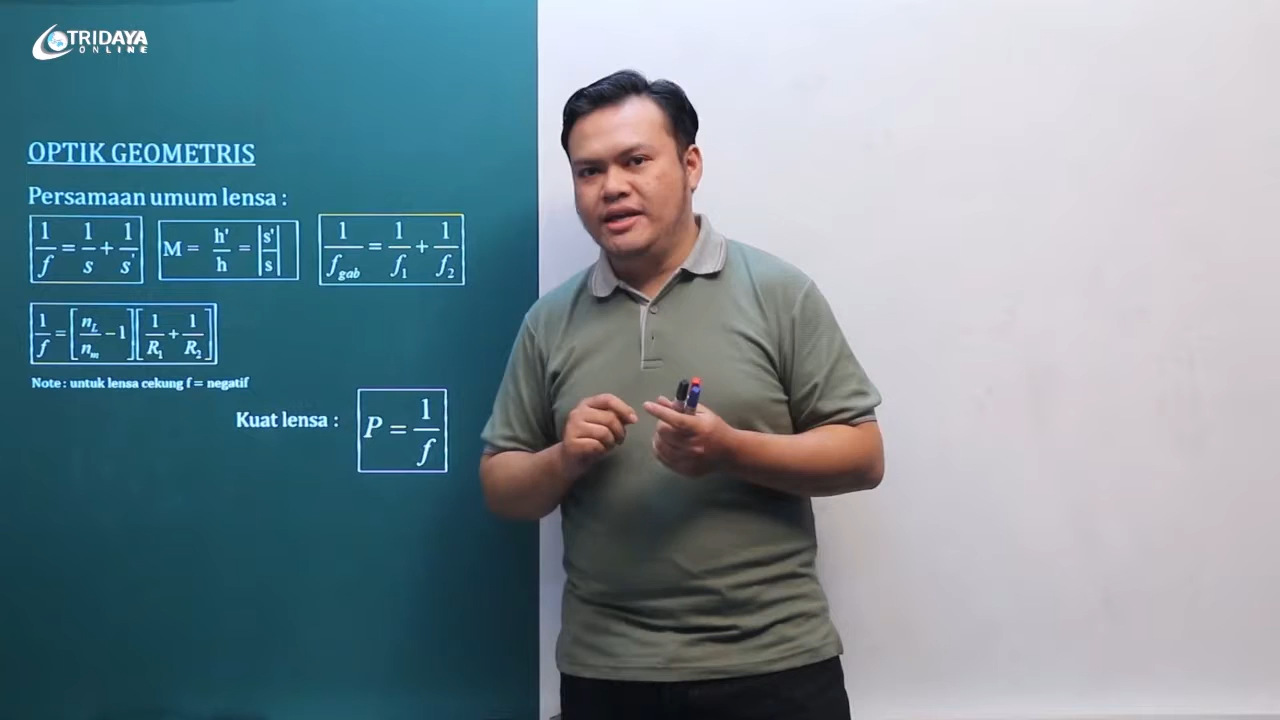 TRIDAYA
ONLINE
OPTIK GEOMETRIS
Persamaan umum lensa :
1/f = 1/s + 1/s'
M = h'/h = |s'/s|
1/f_gab = 1/f_1 + 1/f_2
1/f = [n_L/n_m - 1][1/R_1 + 1/R_2]
Note : untuk lensa cekung f = negatif
Kuat lensa :
P = 1/f